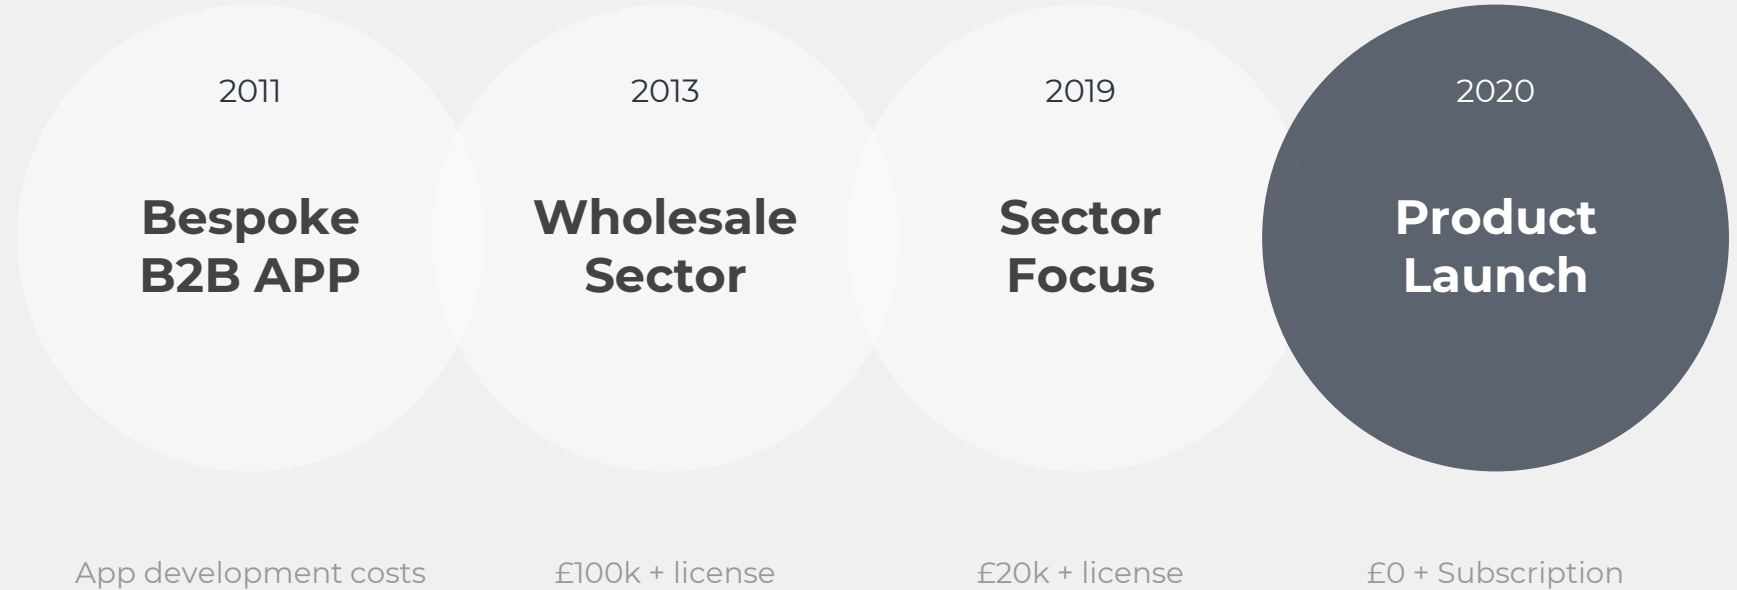 2011
Bespoke
B2B APP
2013
Wholesale
Sector
2019
Sector
Focus
2020
Product
Launch
App development costs
£100k + license
£20k + license
£0 + Subscription